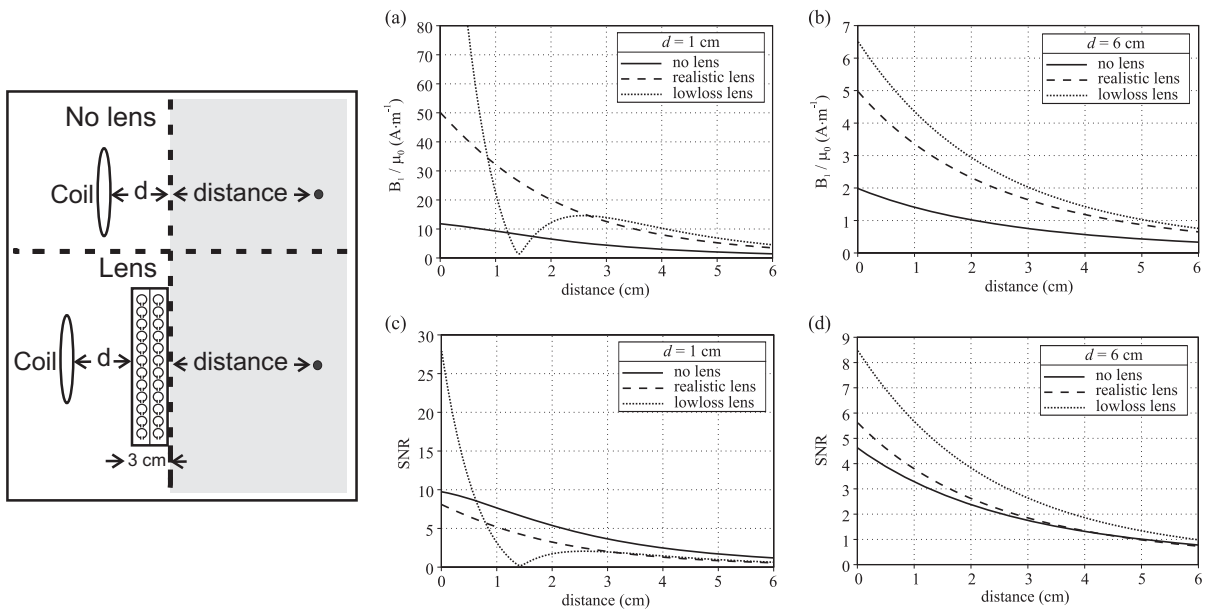 No lens
Coil
d
distance
Lens
Coil
d
distance
3 cm
(a)
80
70
60
50
40
30
20
10
0
B₁ / μ₀ (A·m⁻¹)
d = 1 cm
no lens
realistic lens
lowloss lens
0 1 2 3 4 5 6
distance (cm)
(b)
7
6
5
4
3
2
1
0
B₁ / μ₀ (A·m⁻¹)
d = 6 cm
no lens
realistic lens
lowloss lens
0 1 2 3 4 5 6
distance (cm)
(c)
30
25
20
15
10
5
0
SNR
d = 1 cm
no lens
realistic lens
lowloss lens
0 1 2 3 4 5 6
distance (cm)
(d)
9
8
7
6
5
4
3
2
1
0
SNR
d = 6 cm
no lens
realistic lens
lowloss lens
0 1 2 3 4 5 6
distance (cm)